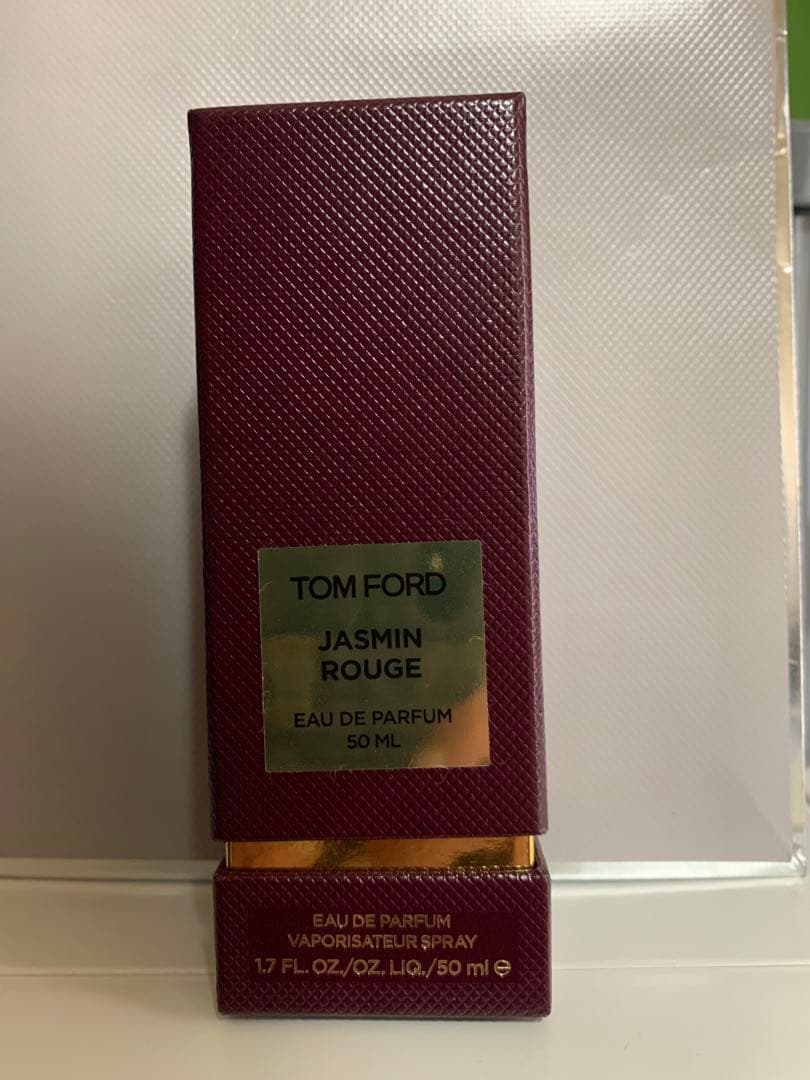 TOM FORD
JASMIN
ROUGE
EAU DE PARFUM
50 ML
EAU DE PARFUM
VAPORISATEUR SPRAY
1.7 FL. OZ./OZ. LIQ./50 ml ℮